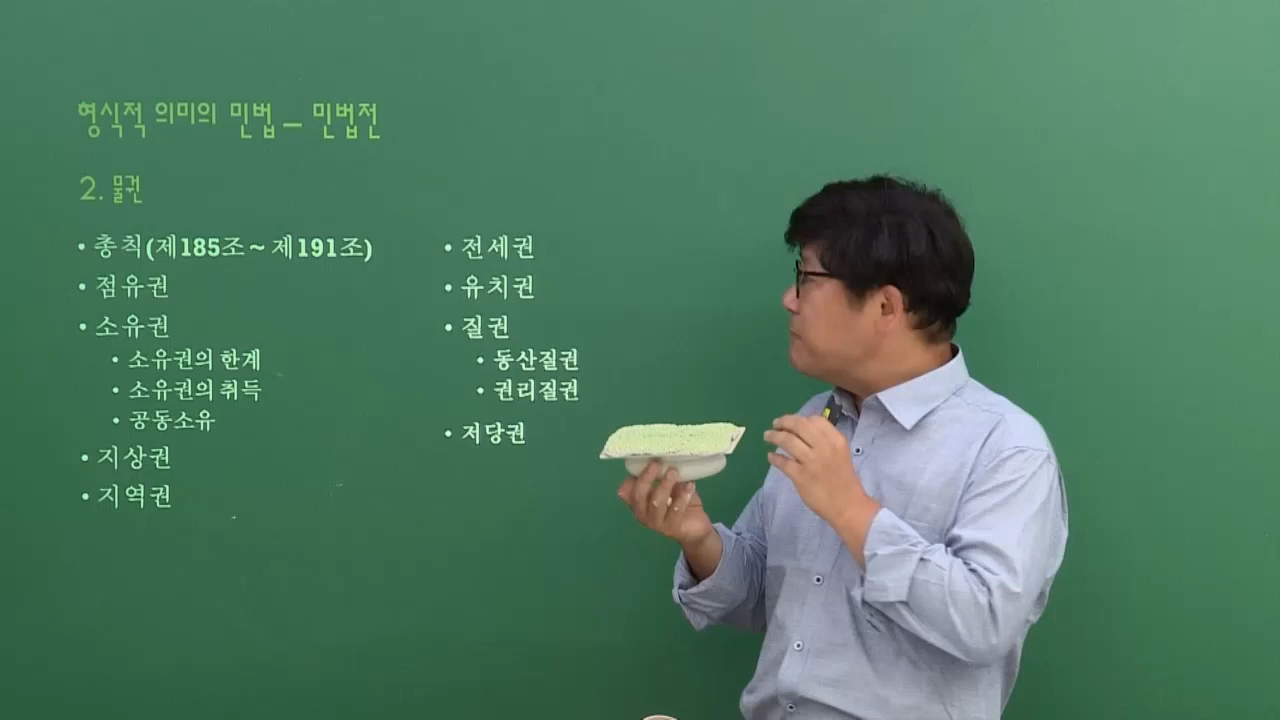 형식적 의미의 민법 – 민법전
2. 물권
• 총칙(제185조~ 제191조)
• 점유권
• 소유권
• 소유권의 한계
• 소유권의 취득
• 공동소유
• 지상권
• 지역권
• 전세권
• 유치권
• 질권
• 동산질권
• 권리질권
• 저당권